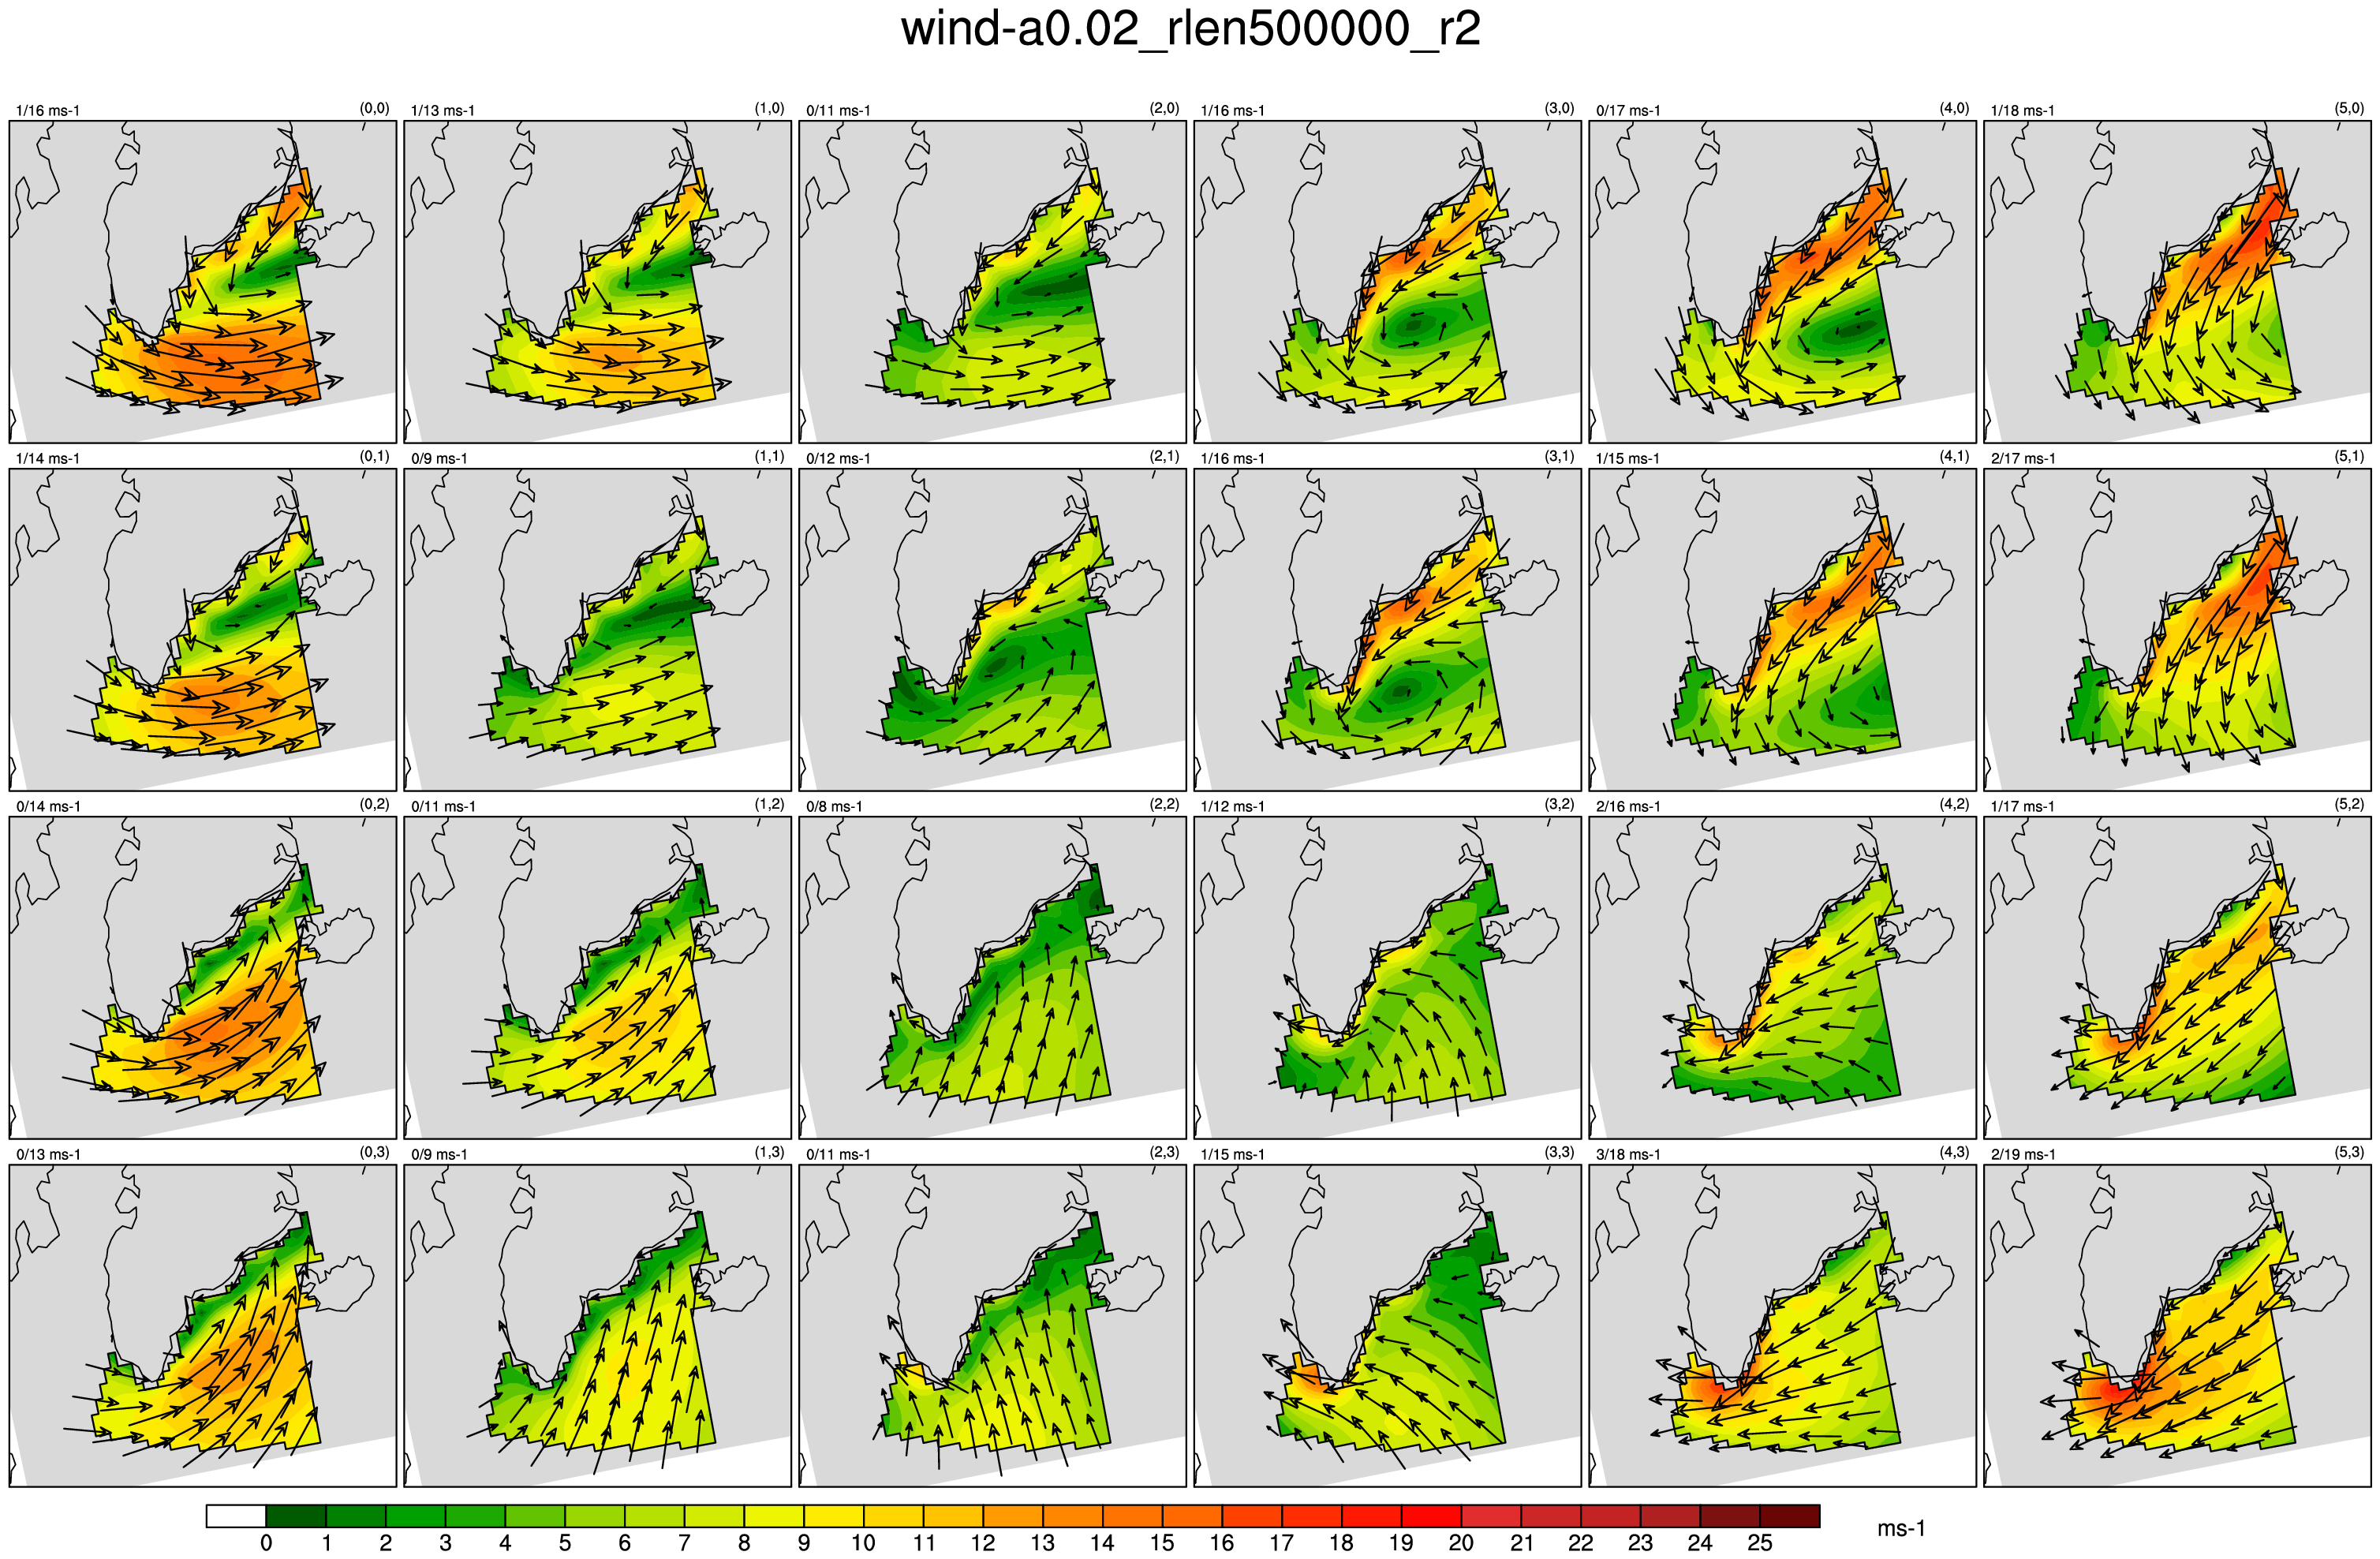 wind-a0.02_rlen500000_r2
1/16 ms-1 (0,0) 1/13 ms-1 (1,0) 0/11 ms-1 (2,0) 1/16 ms-1 (3,0) 0/17 ms-1 (4,0) 1/18 ms-1 (5,0)
1/14 ms-1 (0,1) 0/9 ms-1 (1,1) 0/12 ms-1 (2,1) 1/16 ms-1 (3,1) 1/15 ms-1 (4,1) 2/17 ms-1 (5,1)
0/14 ms-1 (0,2) 0/11 ms-1 (1,2) 0/8 ms-1 (2,2) 1/12 ms-1 (3,2) 2/16 ms-1 (4,2) 1/17 ms-1 (5,2)
0/13 ms-1 (0,3) 0/9 ms-1 (1,3) 0/11 ms-1 (2,3) 1/15 ms-1 (3,3) 3/18 ms-1 (4,3) 2/19 ms-1 (5,3)
0 1 2 3 4 5 6 7 8 9 10 11 12 13 14 15 16 17 18 19 20 21 22 23 24 25 ms-1